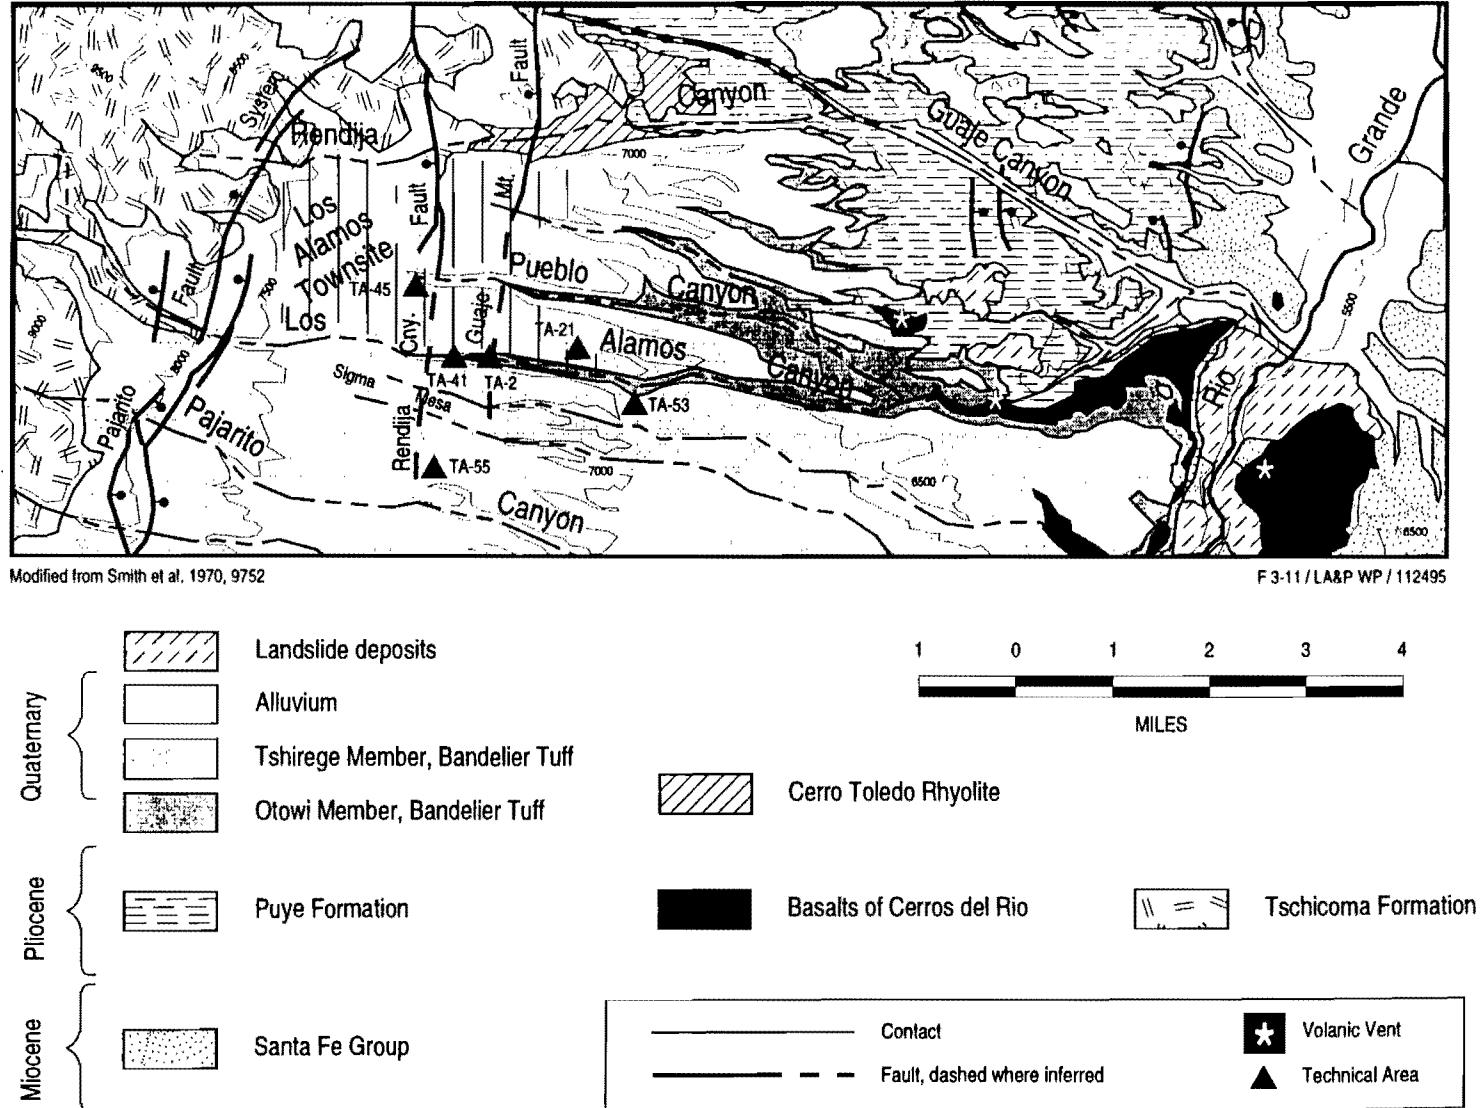 9500
9500
System
Fault
Canyon
Rendija
7000
Guaje Canyon
Grande
Fault
Mt.
Los
Alamos
Townsite
Pueblo
Canyon
Fault
7500
TA-45
Los
Cny.
Guaje
TA-21
Alamos
Canyon
5500
9000
8000
Sigma
Mesa
TA-41
TA-2
TA-53
Rio
Pajarito
Pajarito
Rendija
TA-55
7000
6500
Canyon
6500
Modified from Smith et al. 1970, 9752
F 3-11 / LA&P WP / 112495
Landslide deposits
Quaternary
Alluvium
Tshirege Member, Bandelier Tuff
Otowi Member, Bandelier Tuff
1 0 1 2 3 4
MILES
Cerro Toledo Rhyolite
Pliocene
Puye Formation
Basalts of Cerros del Rio
Tschicoma Formation
Miocene
Santa Fe Group
Contact
Fault, dashed where inferred
Volanic Vent
Technical Area